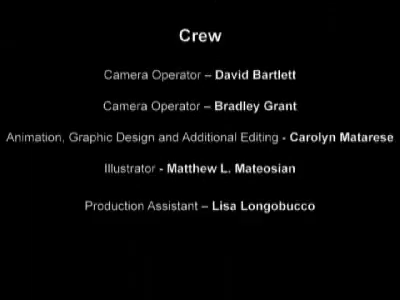 Crew
Camera Operator – David Bartlett
Camera Operator – Bradley Grant
Animation, Graphic Design and Additional Editing - Carolyn Matarese
Illustrator - Matthew L. Mateosian
Production Assistant – Lisa Longobucco